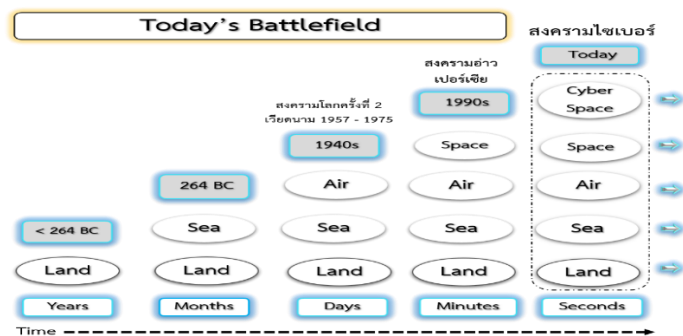 Today's Battlefield
สงครามไซเบอร์
Today
สงครามอ่าว
เปอร์เซีย
1990s
สงครามโลกครั้งที่ 2
เวียดนาม 1957 - 1975
1940s
264 BC
< 264 BC
Cyber
Space
Space
Space
Air
Air
Air
Sea
Sea
Sea
Sea
Land
Land
Land
Land
Land
Years
Months
Days
Minutes
Seconds
Time